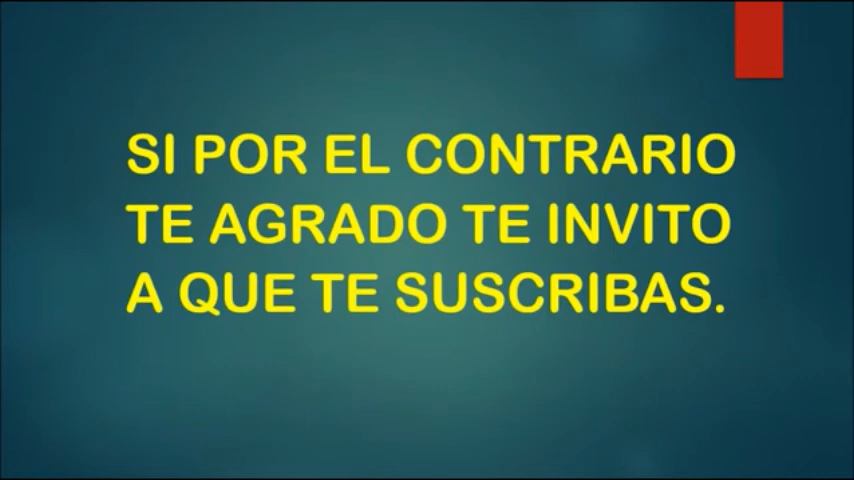 SI POR EL CONTRARIO
TE AGRADO TE INVITO
A QUE TE SUSCRIBAS.